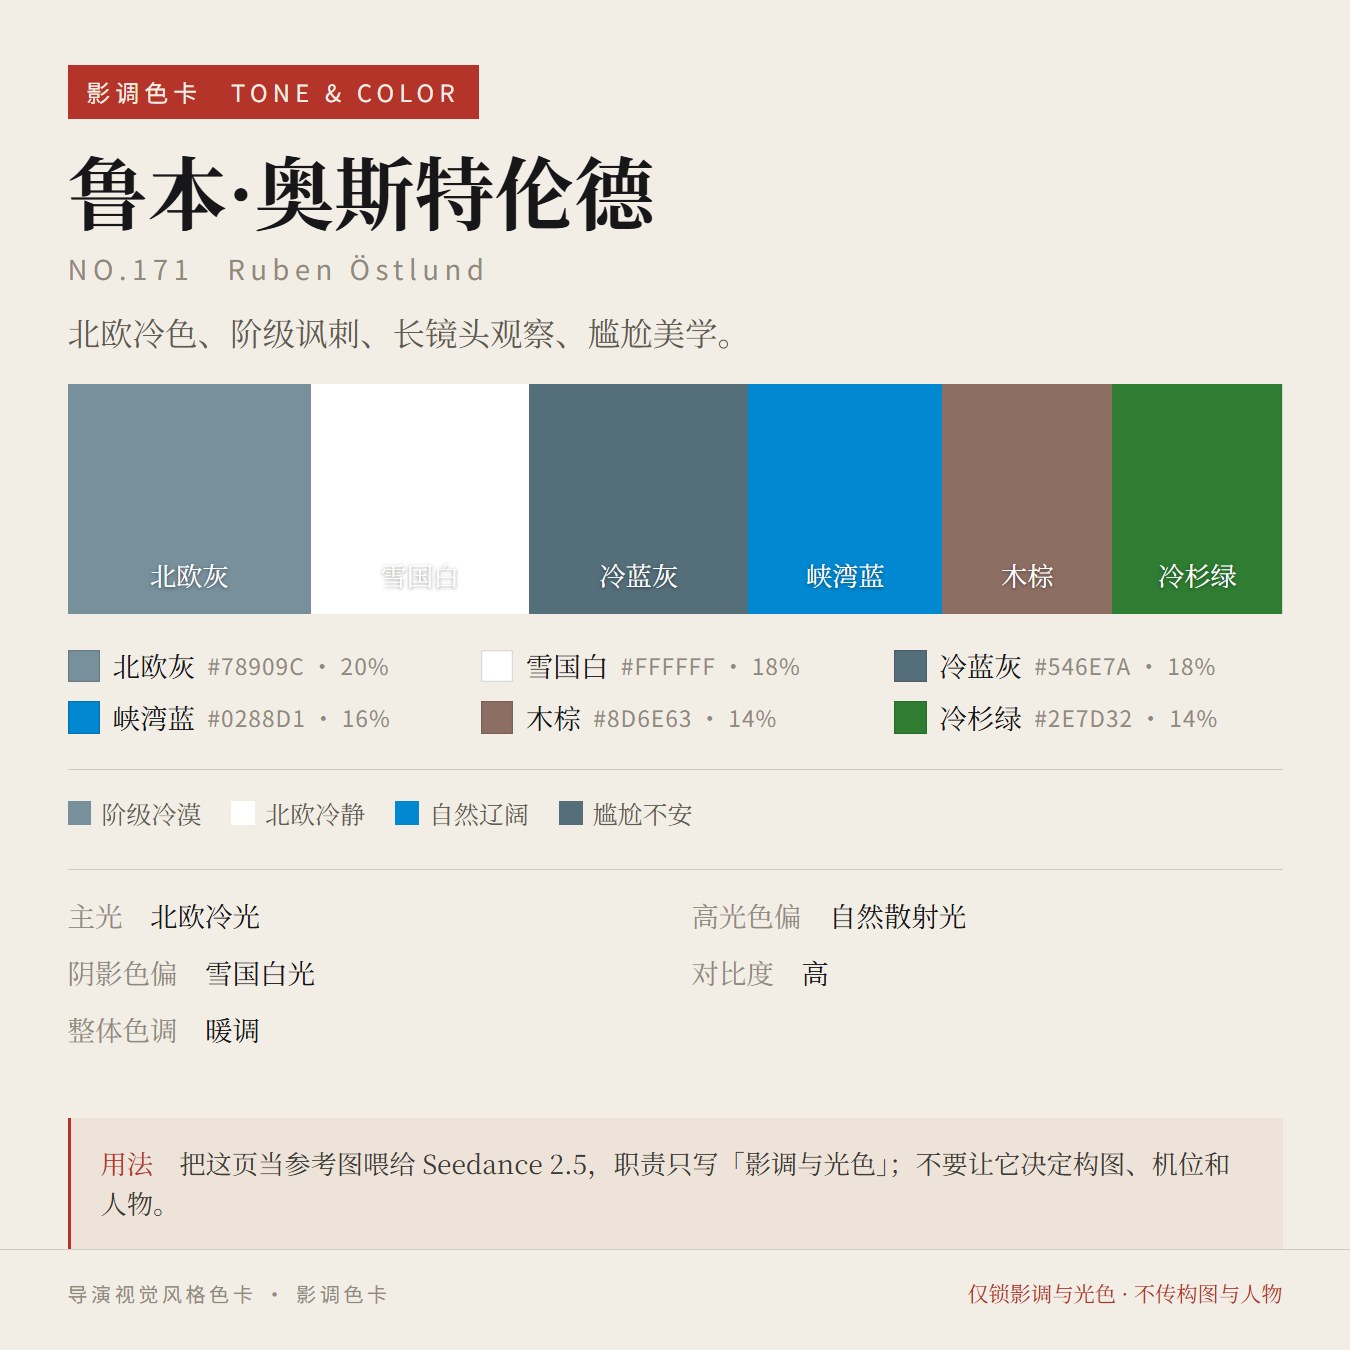 影调色卡 TONE & COLOR
鲁本·奥斯特伦德
NO.171 Ruben Östlund
北欧冷色、阶级讽刺、长镜头观察、尴尬美学。
北欧灰 雪国白 冷蓝灰 峡湾蓝 木棕 冷杉绿
北欧灰 #78909C · 20% 雪国白 #FFFFFF · 18% 冷蓝灰 #546E7A · 18%
峡湾蓝 #0288D1 · 16% 木棕 #8D6E63 · 14% 冷杉绿 #2E7D32 · 14%
阶级冷漠 北欧冷静 自然辽阔 尴尬不安
主光 北欧冷光 高光色偏 自然散射光
阴影色偏 雪国白光 对比度 高
整体色调 暖调
用法 把这页当参考图喂给 Seedance 2.5，职责只写「影调与光色」；不要让它决定构图、机位和
人物。
导演视觉风格色卡 · 影调色卡 仅锁影调与光色 · 不传构图与人物